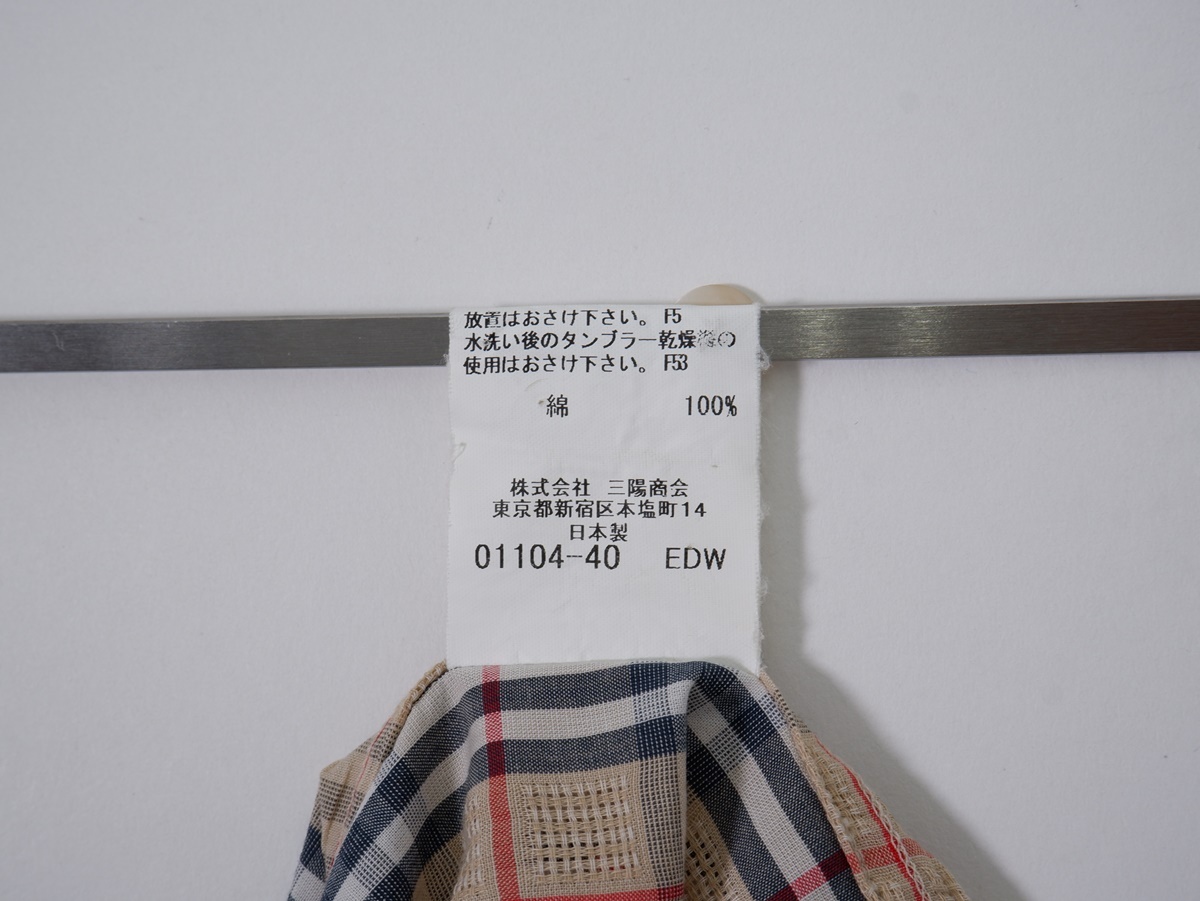 放置はおさけ下さい。 F5
水洗い後のタンブラー乾燥の
使用はおさけ下さい。 F53
綿 100%
株式会社 三陽商会
東京都新宿区本塩町14
日本製
01104-40 EDW